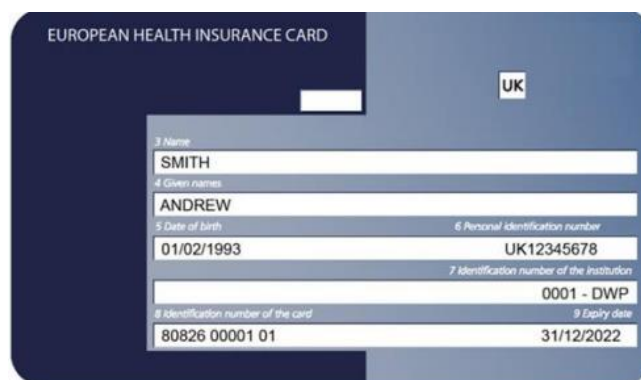 EUROPEAN HEALTH INSURANCE CARD
UK
3 Name
SMITH
4 Given names
ANDREW
5 Date of birth 6 Personal identification number
01/02/1993 UK12345678
7 Identification number of the institution
0001 - DWP
8 Identification number of the card 9 Expiry date
80826 00001 01 31/12/2022